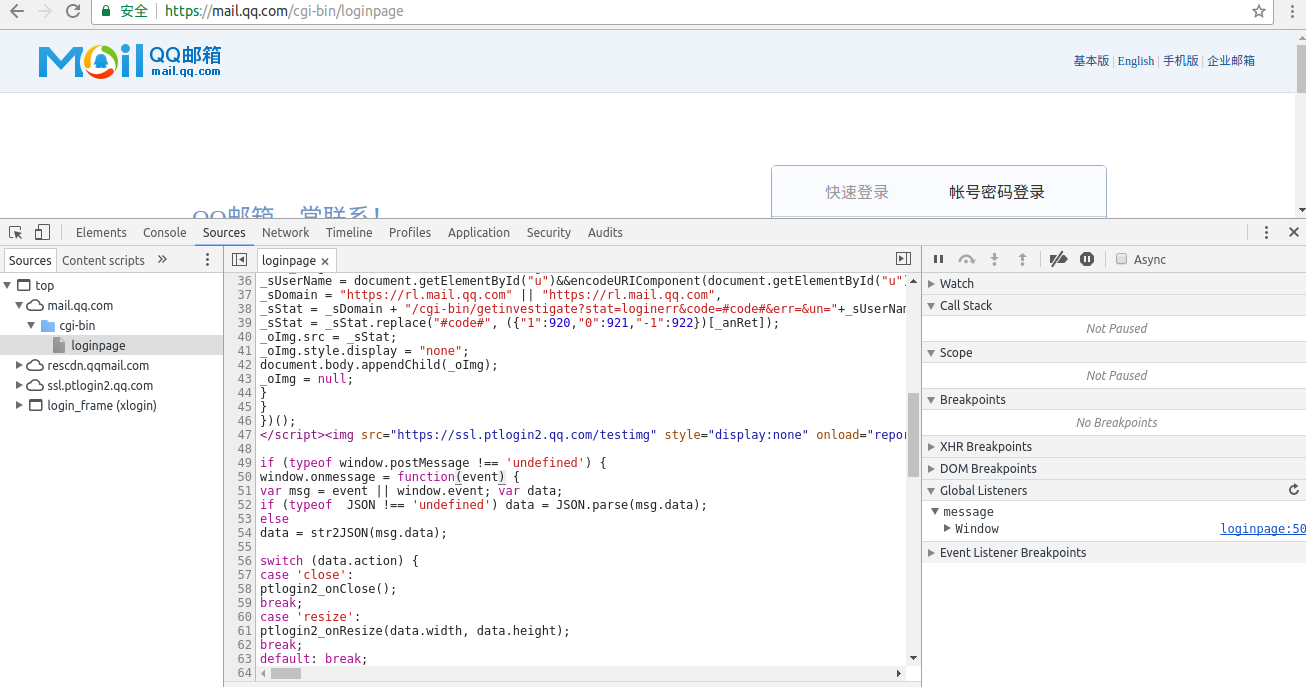 安全 https://mail.qq.com/cgi-bin/loginpage
Mail QQ邮箱 mail.qq.com
基本版 | English | 手机版 | 企业邮箱
快速登录 帐号密码登录
QQ邮箱，常联系！
Elements Console Sources Network Timeline Profiles Application Security Audits
Sources Content scripts »
top
mail.qq.com
cgi-bin
loginpage
rescdn.qqmail.com
ssl.ptlogin2.qq.com
login_frame (xlogin)
loginpage ×
36 _sUserName = document.getElementById("u")&&encodeURIComponent(document.getElementById("u"
37 _sDomain = "https://rl.mail.qq.com" || "https://rl.mail.qq.com",
38 _sStat = _sDomain + "/cgi-bin/getinvestigate?stat=loginerr&code=#code#&err=&un="+_sUserNam
39 _sStat = _sStat.replace("#code#", ({"1":920,"0":921,"-1":922})[_anRet]);
40 _oImg.src = _sStat;
41 _oImg.style.display = "none";
42 document.body.appendChild(_oImg);
43 _oImg = null;
44 }
45 }
46 })();
47 </script><img src="https://ssl.ptlogin2.qq.com/testimg" style="display:none" onload="repor
48
49 if (typeof window.postMessage !== 'undefined') {
50 window.onmessage = function(event) {
51 var msg = event || window.event; var data;
52 if (typeof  JSON !== 'undefined') data = JSON.parse(msg.data);
53 else
54 data = str2JSON(msg.data);
55
56 switch (data.action) {
57 case 'close':
58 ptlogin2_onClose();
59 break;
60 case 'resize':
61 ptlogin2_onResize(data.width, data.height);
62 break;
63 default: break;
64
Async
Watch
Call Stack
Not Paused
Scope
Not Paused
Breakpoints
No Breakpoints
XHR Breakpoints
DOM Breakpoints
Global Listeners
message
Window loginpage:50
Event Listener Breakpoints